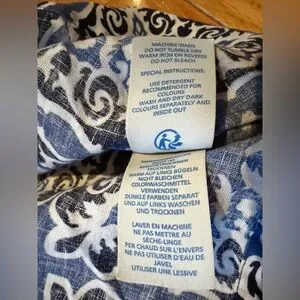 MACHINE WASH
DO NOT TUMBLE DRY
WARM IRON ON REVERSE
DO NOT BLEACH
SPECIAL INSTRUCTIONS:
USE DETERGENT
RECOMMENDED FOR
COLOURS
WASH AND DRY DARK
COLOURS SEPARATELY AND
INSIDE OUT
TROCKNEN
WARM AUF LINKS BÜGELN
NICHT BLEICHEN
COLORWASCHMITTEL
VERWENDEN
DUNKLE FARBEN SEPARAT
UND AUF LINKS WASCHEN
UND TROCKNEN
LAVER EN MACHINE
NE PAS METTRE AU
SÈCHE-LINGE
FER CHAUD SUR L'ENVERS
NE PAS UTILISER D'EAU DE
JAVEL
UTILISER UNE LESSIVE